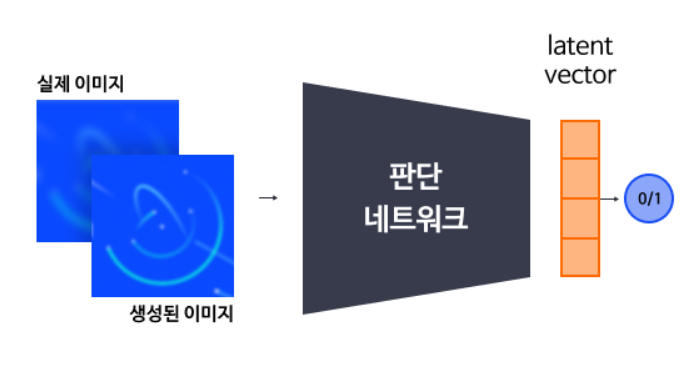 실제 이미지
생성된 이미지
판단
네트워크
latent
vector
0/1